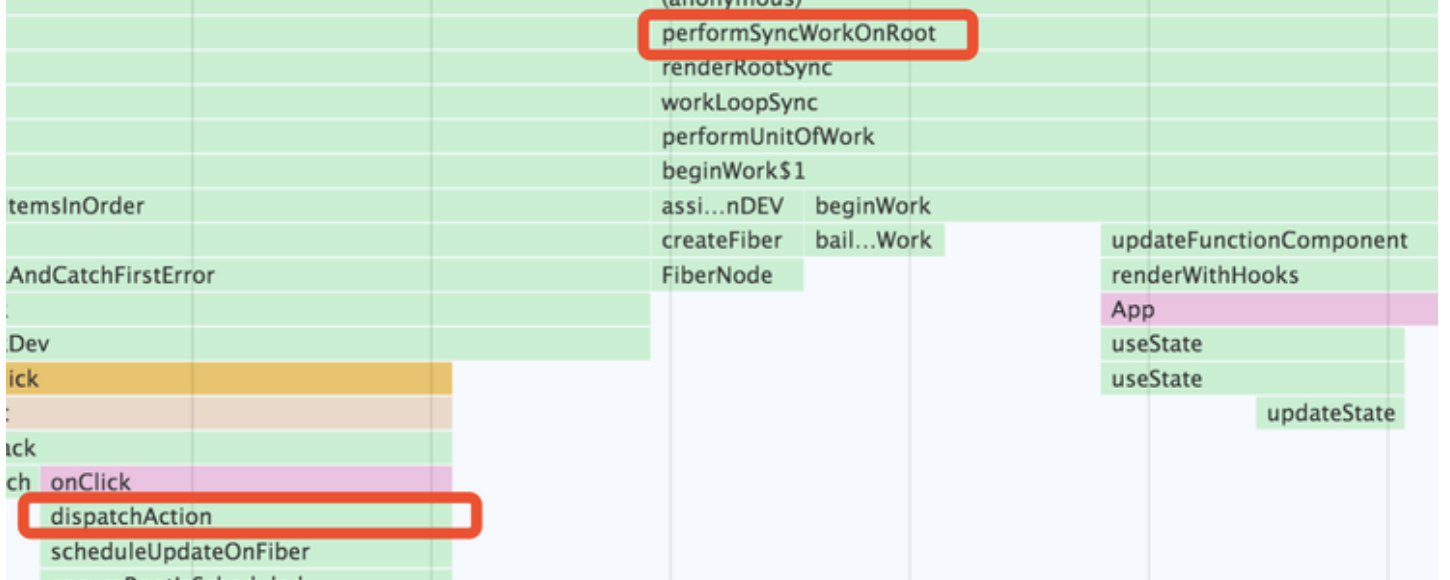 (anonymous)
performSyncWorkOnRoot
renderRootSync
workLoopSync
performUnitOfWork
beginWork$1
temsInOrder assi...nDEV beginWork
createFiber bail...Work updateFunctionComponent
AndCatchFirstError FiberNode renderWithHooks
App
.Dev useState
ick useState
updateState
ack
ch onClick
dispatchAction
scheduleUpdateOnFiber